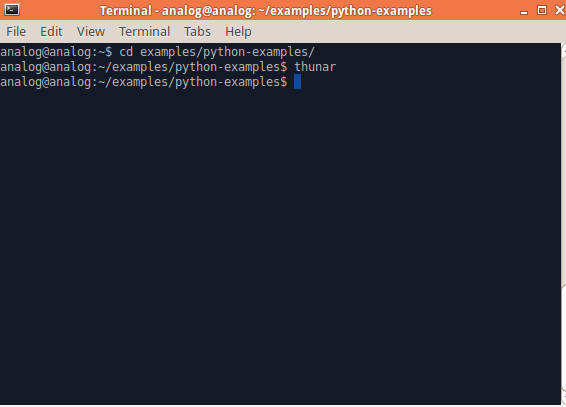 Terminal - analog@analog: ~/examples/python-examples
File Edit View Terminal Tabs Help
analog@analog:~$ cd examples/python-examples/
analog@analog:~/examples/python-examples$ thunar
analog@analog:~/examples/python-examples$